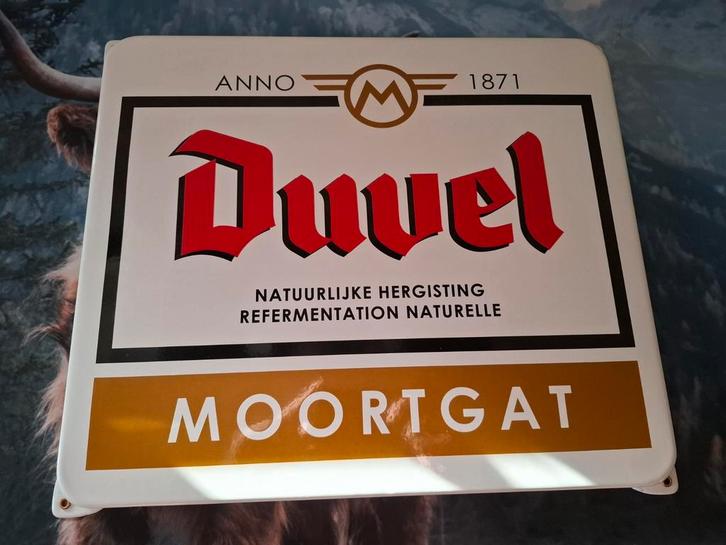 ANNO M 1871
Duvel
NATUURLIJKE HERGISTING
REFERMENTATION NATURELLE
MOORTGAT